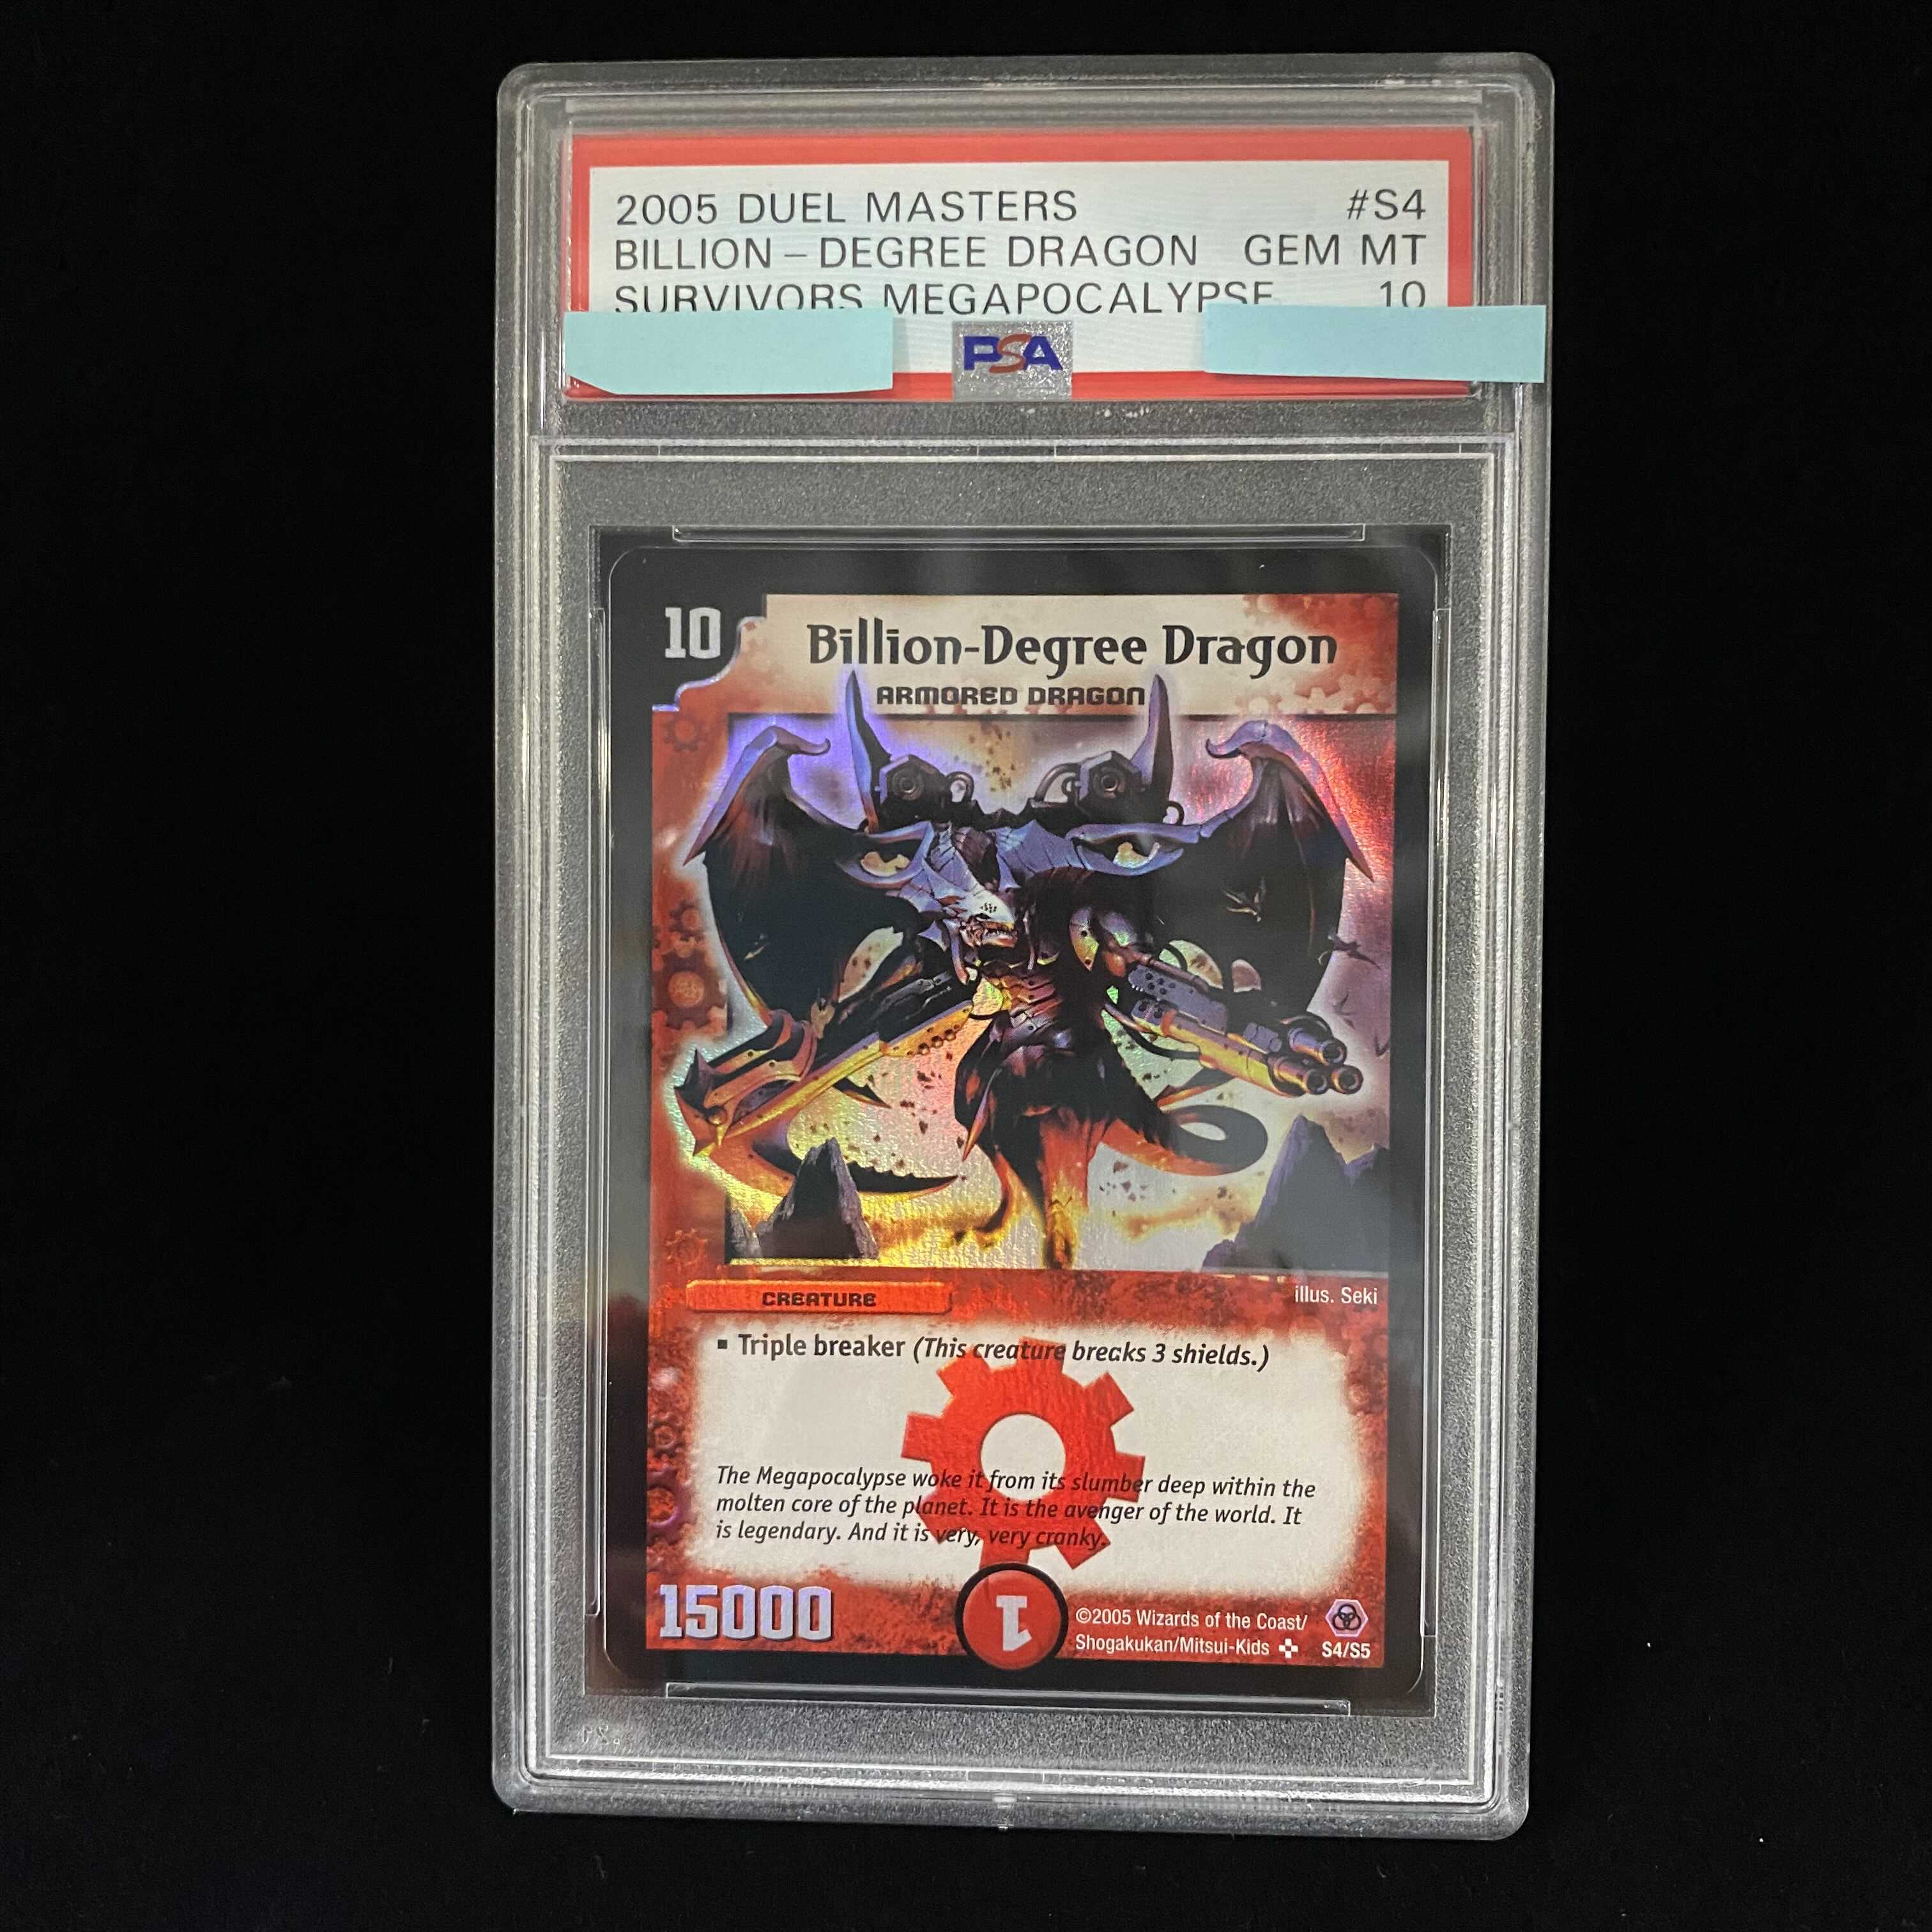 2005 DUEL MASTERS #S4
BILLION – DEGREE DRAGON GEM MT
SURVIVORS MEGAPOCALYPSE 10
PSA
10
Billion-Degree Dragon
ARMORED DRAGON
CREATURE
illus. Seki
▪ Triple breaker (This creature breaks 3 shields.)
The Megapocalypse woke it from its slumber deep within the
molten core of the planet. It is the avenger of the world. It
is legendary. And it is very, very cranky.
15000
1
©2005 Wizards of the Coast/
Shogakukan/Mitsui-Kids
S4/S5